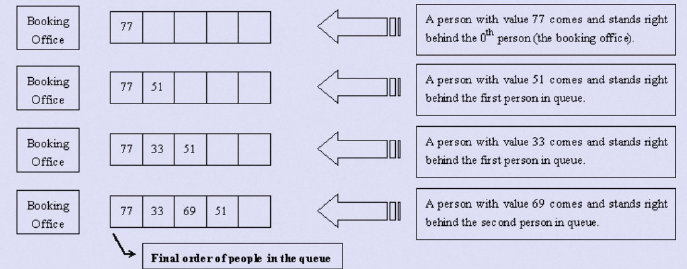 Booking
Office
77
A person with value 77 comes and stands right
behind the 0th person (the booking office).
Booking
Office
77 51
A person with value 51 comes and stands right
behind the first person in queue.
Booking
Office
77 33 51
A person with value 33 comes and stands right
behind the first person in queue.
Booking
Office
77 33 69 51
A person with value 69 comes and stands right
behind the second person in queue.
Final order of people in the queue